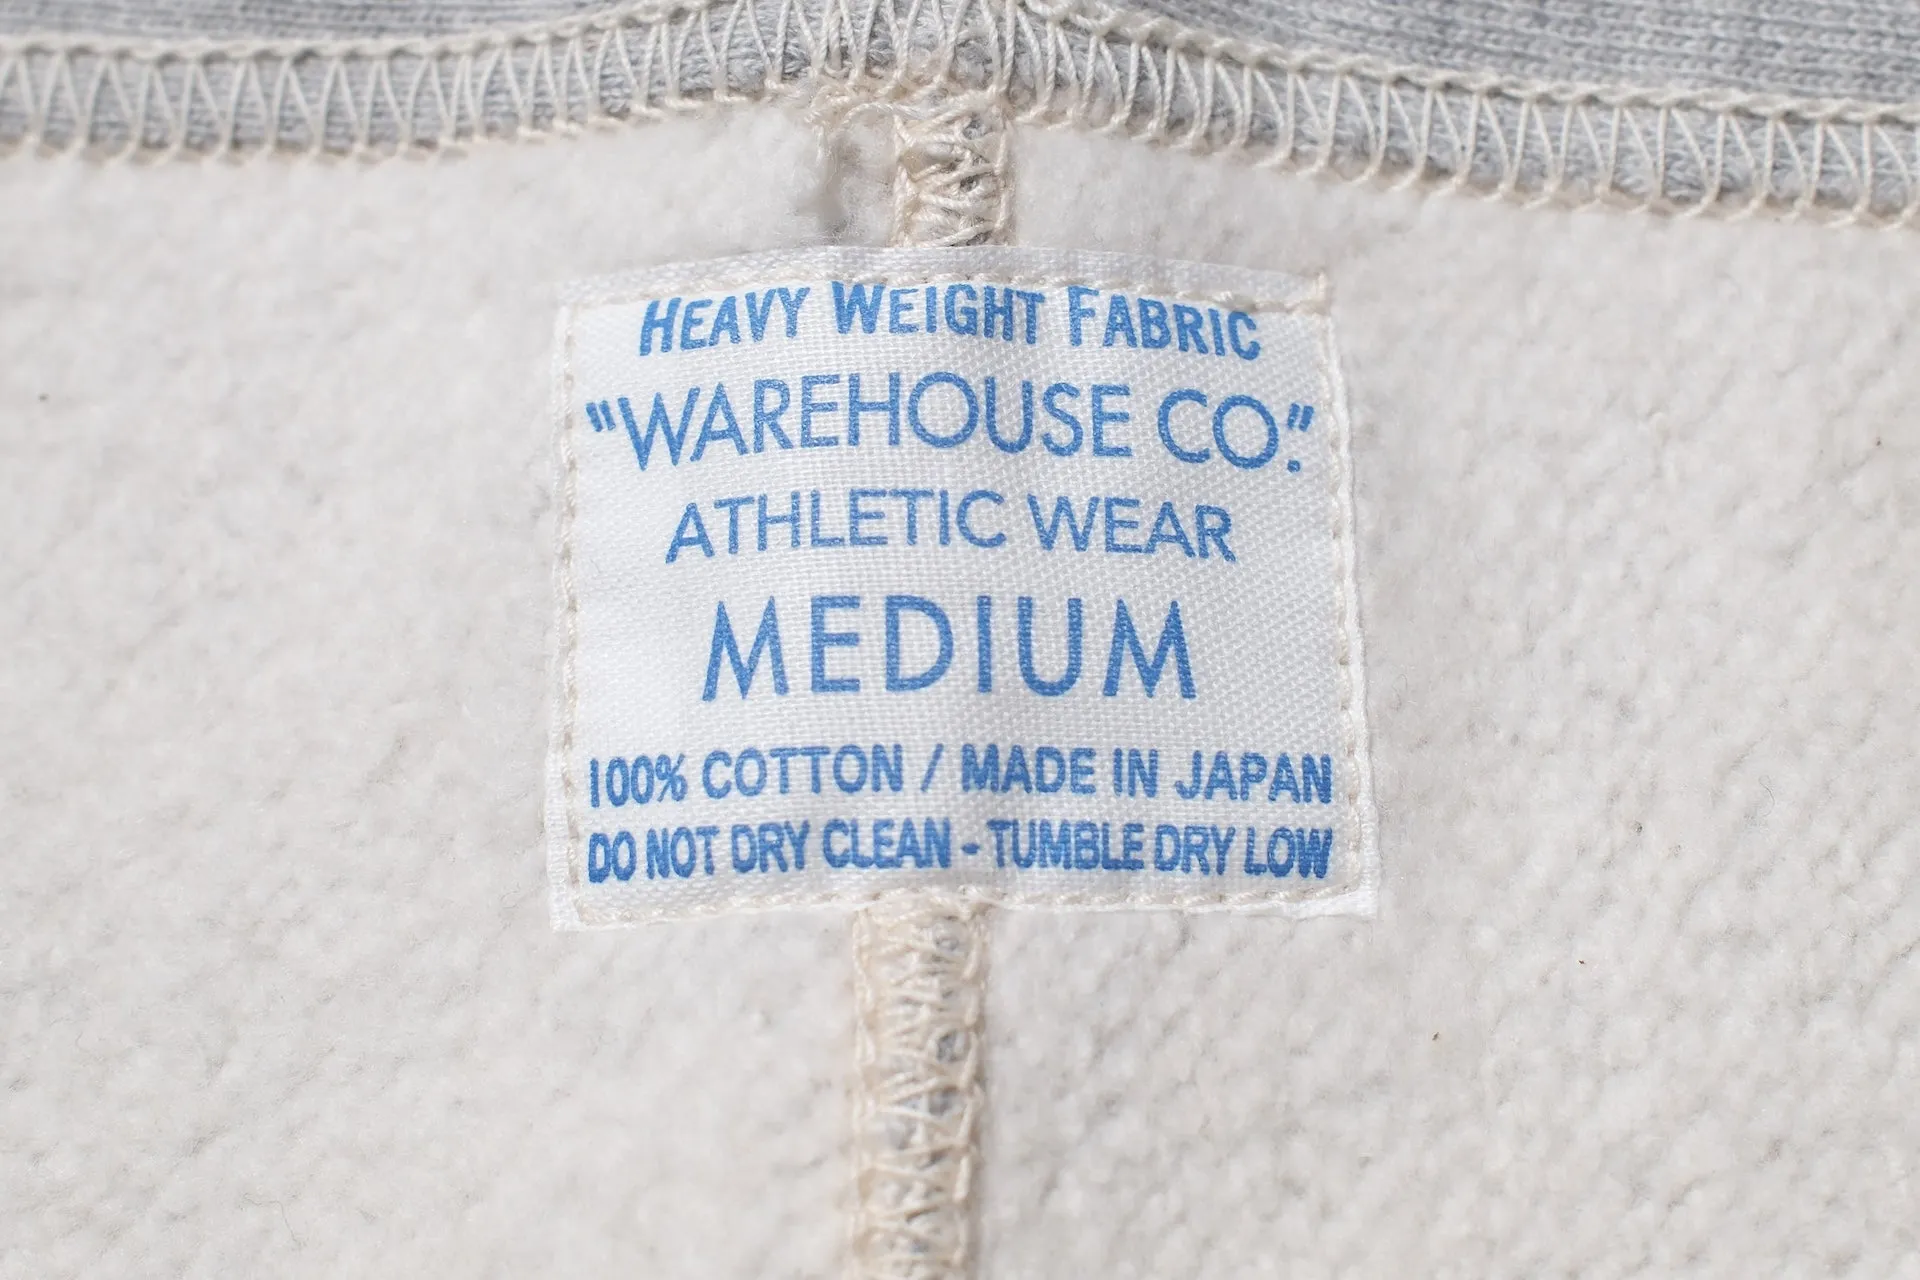 HEAVY WEIGHT FABRIC
"WAREHOUSE CO."
ATHLETIC WEAR
MEDIUM
100% COTTON / MADE IN JAPAN
DO NOT DRY CLEAN - TUMBLE DRY LOW